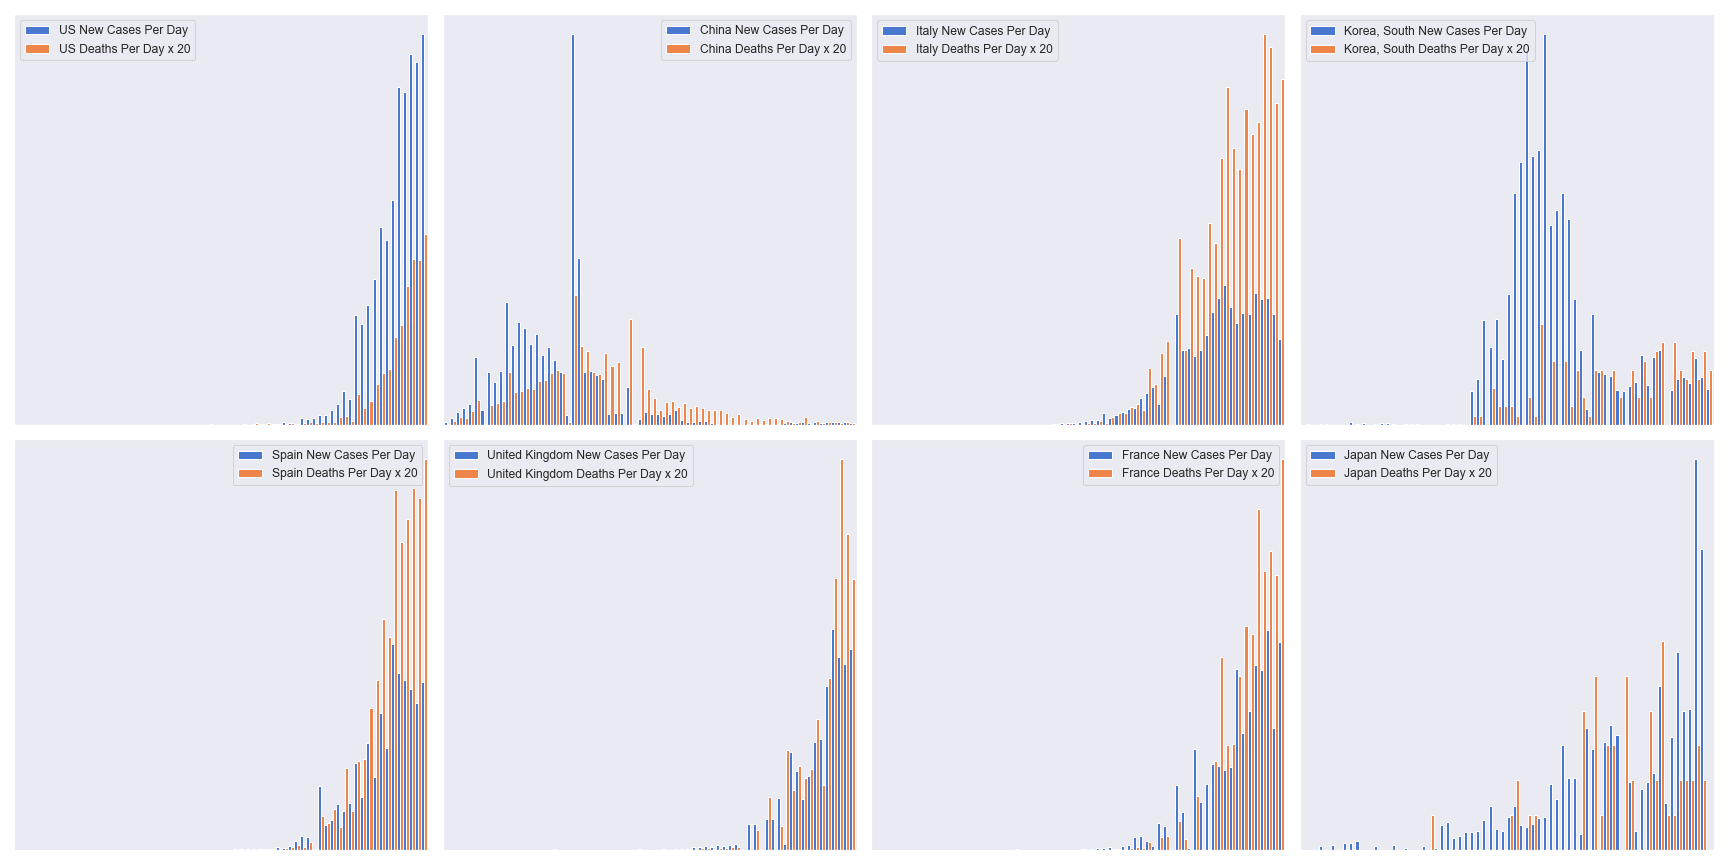 US New Cases Per Day
US Deaths Per Day x 20
China New Cases Per Day
China Deaths Per Day x 20
Italy New Cases Per Day
Italy Deaths Per Day x 20
Korea, South New Cases Per Day
Korea, South Deaths Per Day x 20
Spain New Cases Per Day
Spain Deaths Per Day x 20
United Kingdom New Cases Per Day
United Kingdom Deaths Per Day x 20
France New Cases Per Day
France Deaths Per Day x 20
Japan New Cases Per Day
Japan Deaths Per Day x 20